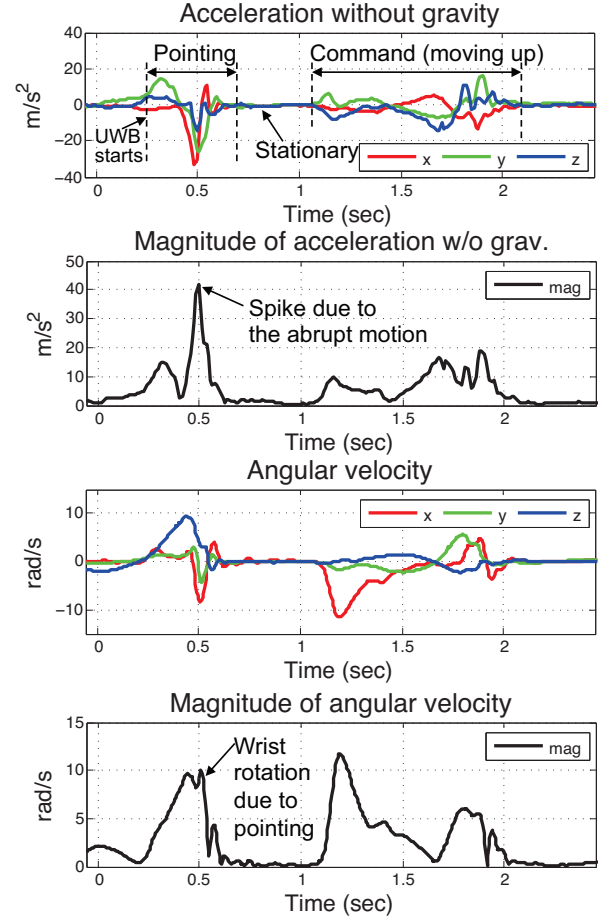 Acceleration without gravity
40
20
0
−20
−40
m/s²
Pointing
Command (moving up)
UWB
starts
Stationary
x y z
0 0.5 1 1.5 2
Time (sec)
Magnitude of acceleration w/o grav.
50
40
30
20
10
0
m/s²
mag
Spike due to
the abrupt motion
0 0.5 1 1.5 2
Time (sec)
Angular velocity
10
0
−10
rad/s
x y z
0 0.5 1 1.5 2
Time (sec)
Magnitude of angular velocity
15
10
5
0
rad/s
mag
Wrist
rotation
due to
pointing
0 0.5 1 1.5 2
Time (sec)